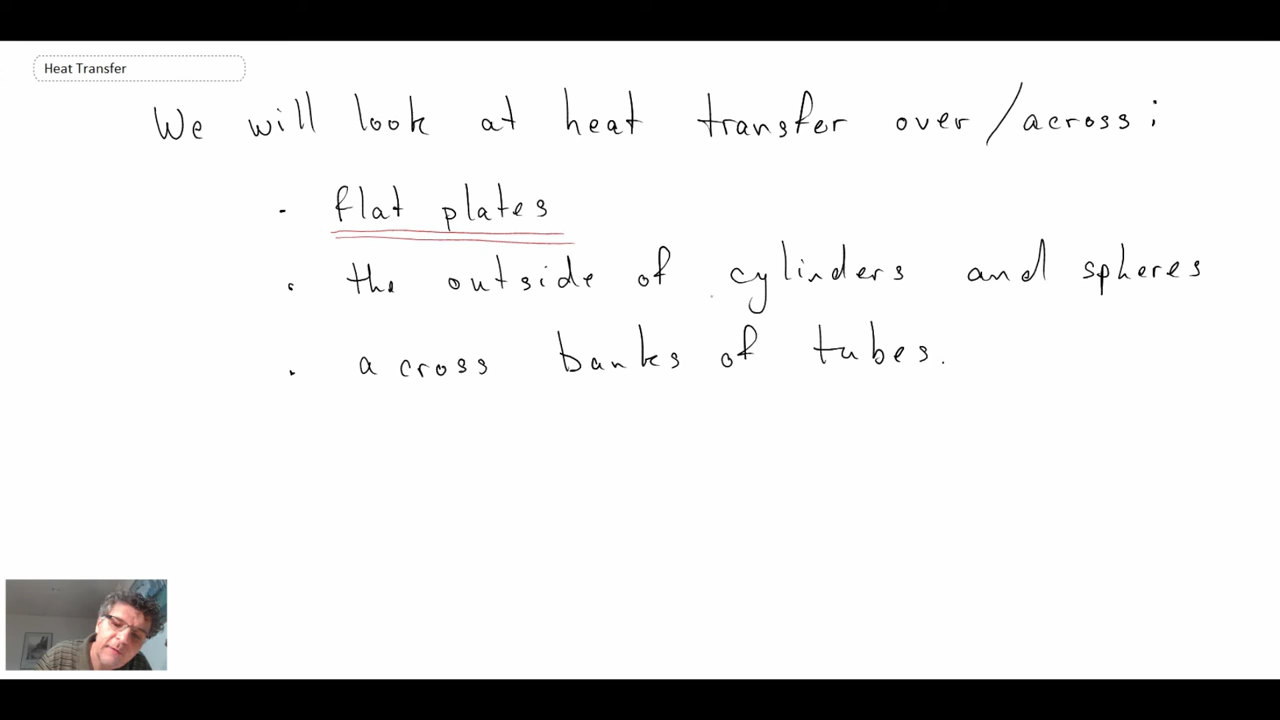 Heat Transfer
We will look at heat transfer over/across:
· flat plates
· the outside of cylinders and spheres
· across banks of tubes.